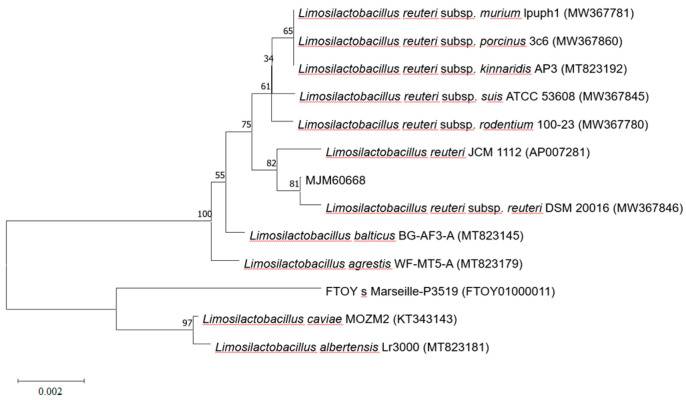 Limosilactobacillus reuteri subsp. murium lpuph1 (MW367781)
65
Limosilactobacillus reuteri subsp. porcinus 3c6 (MW367860)
34
Limosilactobacillus reuteri subsp. kinnaridis AP3 (MT823192)
61
Limosilactobacillus reuteri subsp. suis ATCC 53608 (MW367845)
75
Limosilactobacillus reuteri subsp. rodentium 100-23 (MW367780)
Limosilactobacillus reuteri JCM 1112 (AP007281)
82
55
81
MJM60668
Limosilactobacillus reuteri subsp. reuteri DSM 20016 (MW367846)
100
Limosilactobacillus balticus BG-AF3-A (MT823145)
Limosilactobacillus agrestis WF-MT5-A (MT823179)
FTOY s Marseille-P3519 (FTOY01000011)
97
Limosilactobacillus caviae MOZM2 (KT343143)
Limosilactobacillus albertensis Lr3000 (MT823181)
0.002